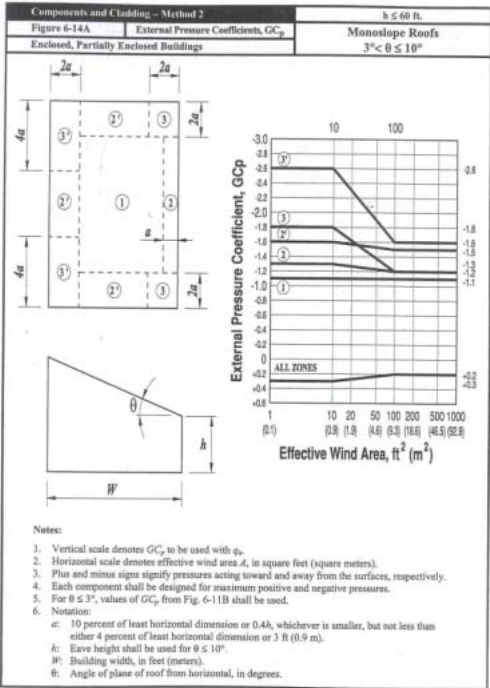 Components and Cladding – Method 2
h ≤ 60 ft.
Figure 6-14A
External Pressure Coefficients, GCp
Monoslope Roofs
3°< θ ≤ 10°
Enclosed, Partially Enclosed Buildings
2a
2a
2'
3
3'
2a
4a
2'
1
2
a
4a
3'
2'
3
2a
θ
h
W
10
100
External Pressure Coefficient, GCp
-3.0
-2.8
-2.6
-2.4
-2.2
-2.0
-1.8
-1.6
-1.4
-1.2
-1.0
-0.8
-0.6
-0.4
-0.2
0
+0.2
+0.4
+0.6
3'
3
2'
2
1
ALL ZONES
-2.6
-1.8
-1.6
-1.5
-1.3
-1.2
-1.1
+0.2
+0.3
1 10 20 50 100 200 500 1000
(0.1) (0.9) (1.9) (4.6) (9.3) (18.6) (46.5) (92.9)
Effective Wind Area, ft² (m²)
Notes:
1. Vertical scale denotes GCp to be used with qh.
2. Horizontal scale denotes effective wind area A, in square feet (square meters).
3. Plus and minus signs signify pressures acting toward and away from the surfaces, respectively.
4. Each component shall be designed for maximum positive and negative pressures.
5. For θ ≤ 3°, values of GCp from Fig. 6-11B shall be used.
6. Notation:
a: 10 percent of least horizontal dimension or 0.4h, whichever is smaller, but not less than
either 4 percent of least horizontal dimension or 3 ft (0.9 m).
h: Eave height shall be used for θ ≤ 10°.
W: Building width, in feet (meters).
θ: Angle of plane of roof from horizontal, in degrees.